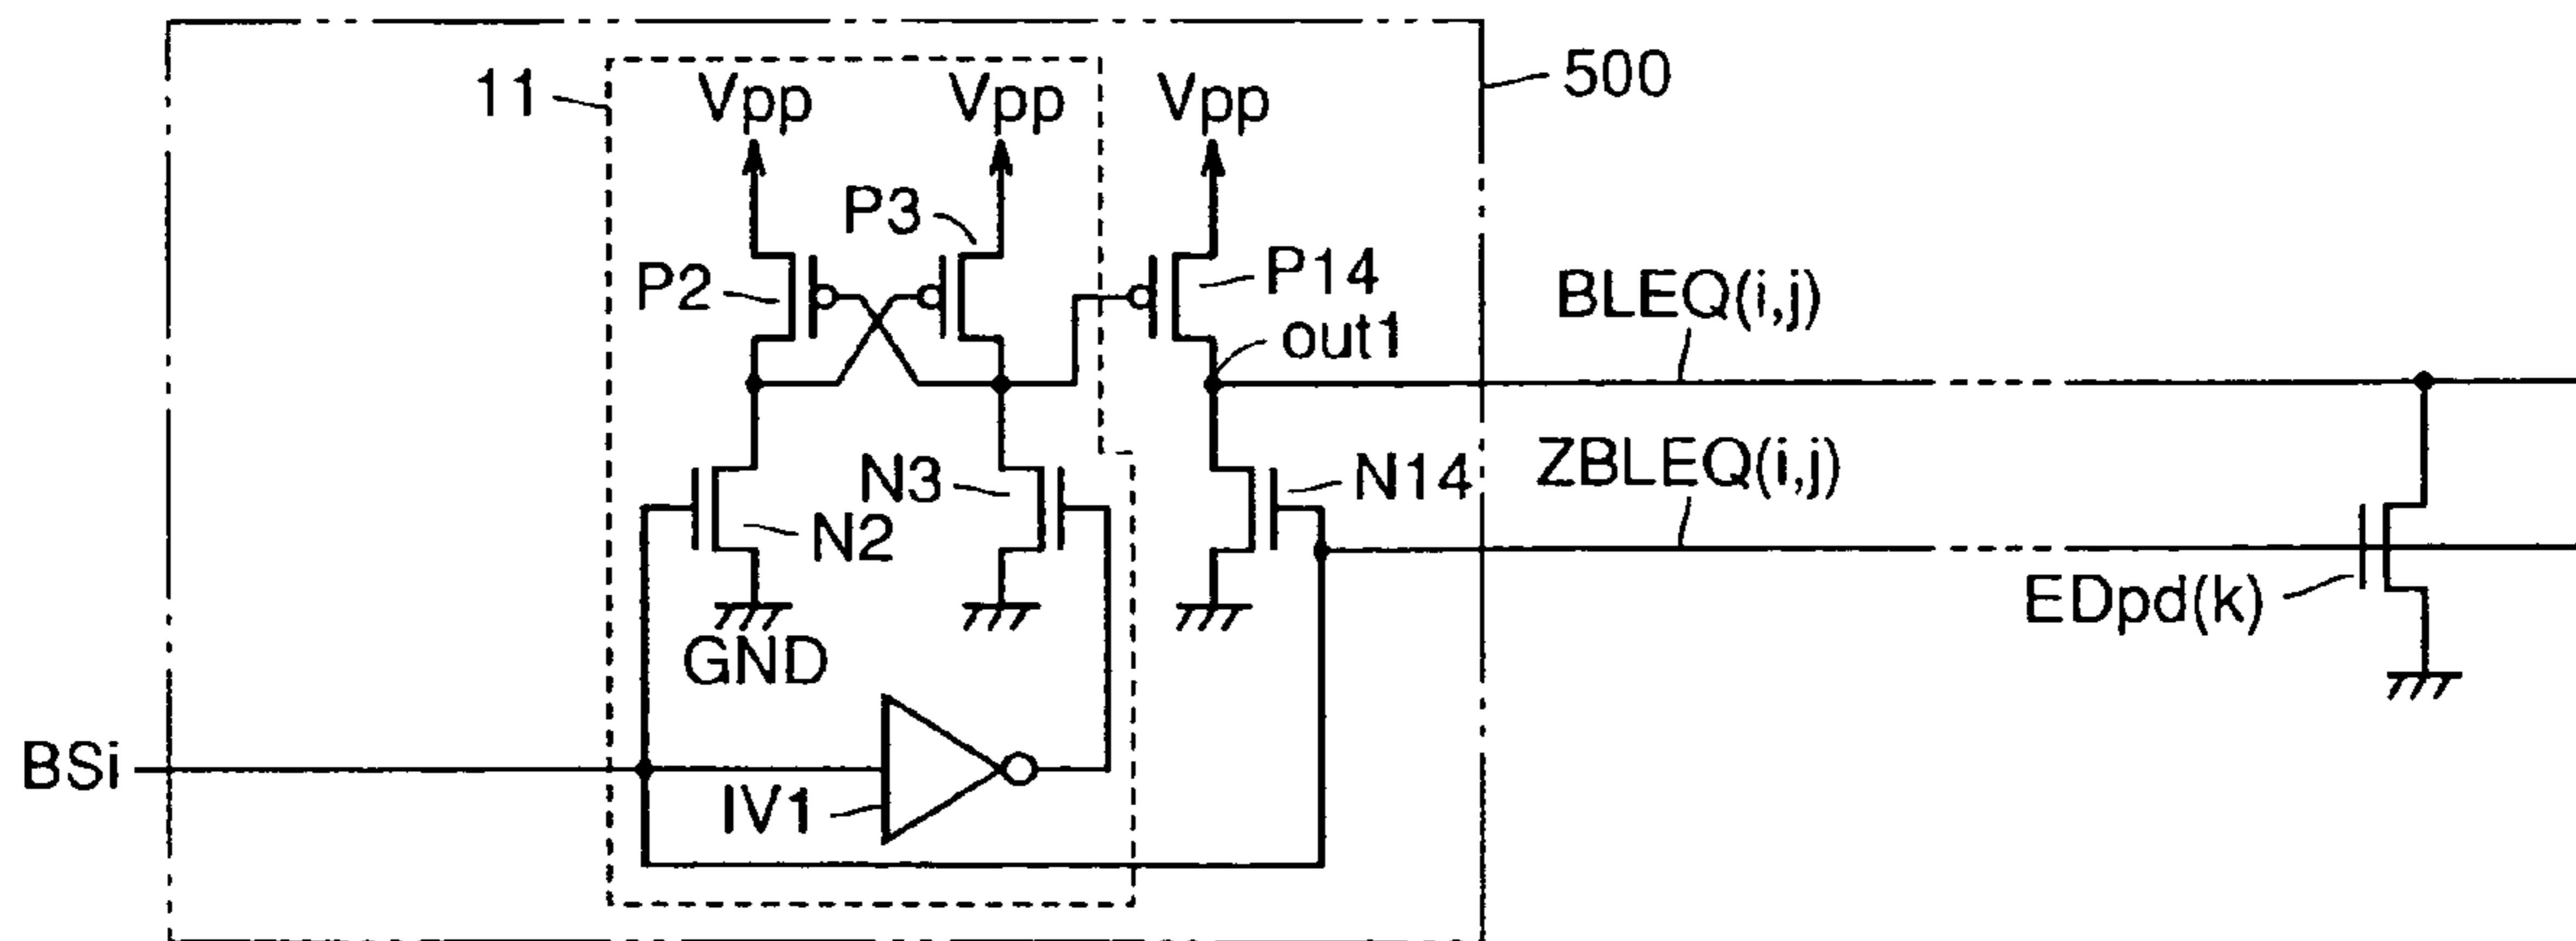 500
11
Vpp
Vpp
Vpp
P3
P2
P14
BLEQ(i,j)
out1
ZBLEQ(i,j)
N3
N14
N2
EDpd(k)
GND
BSi
IV1